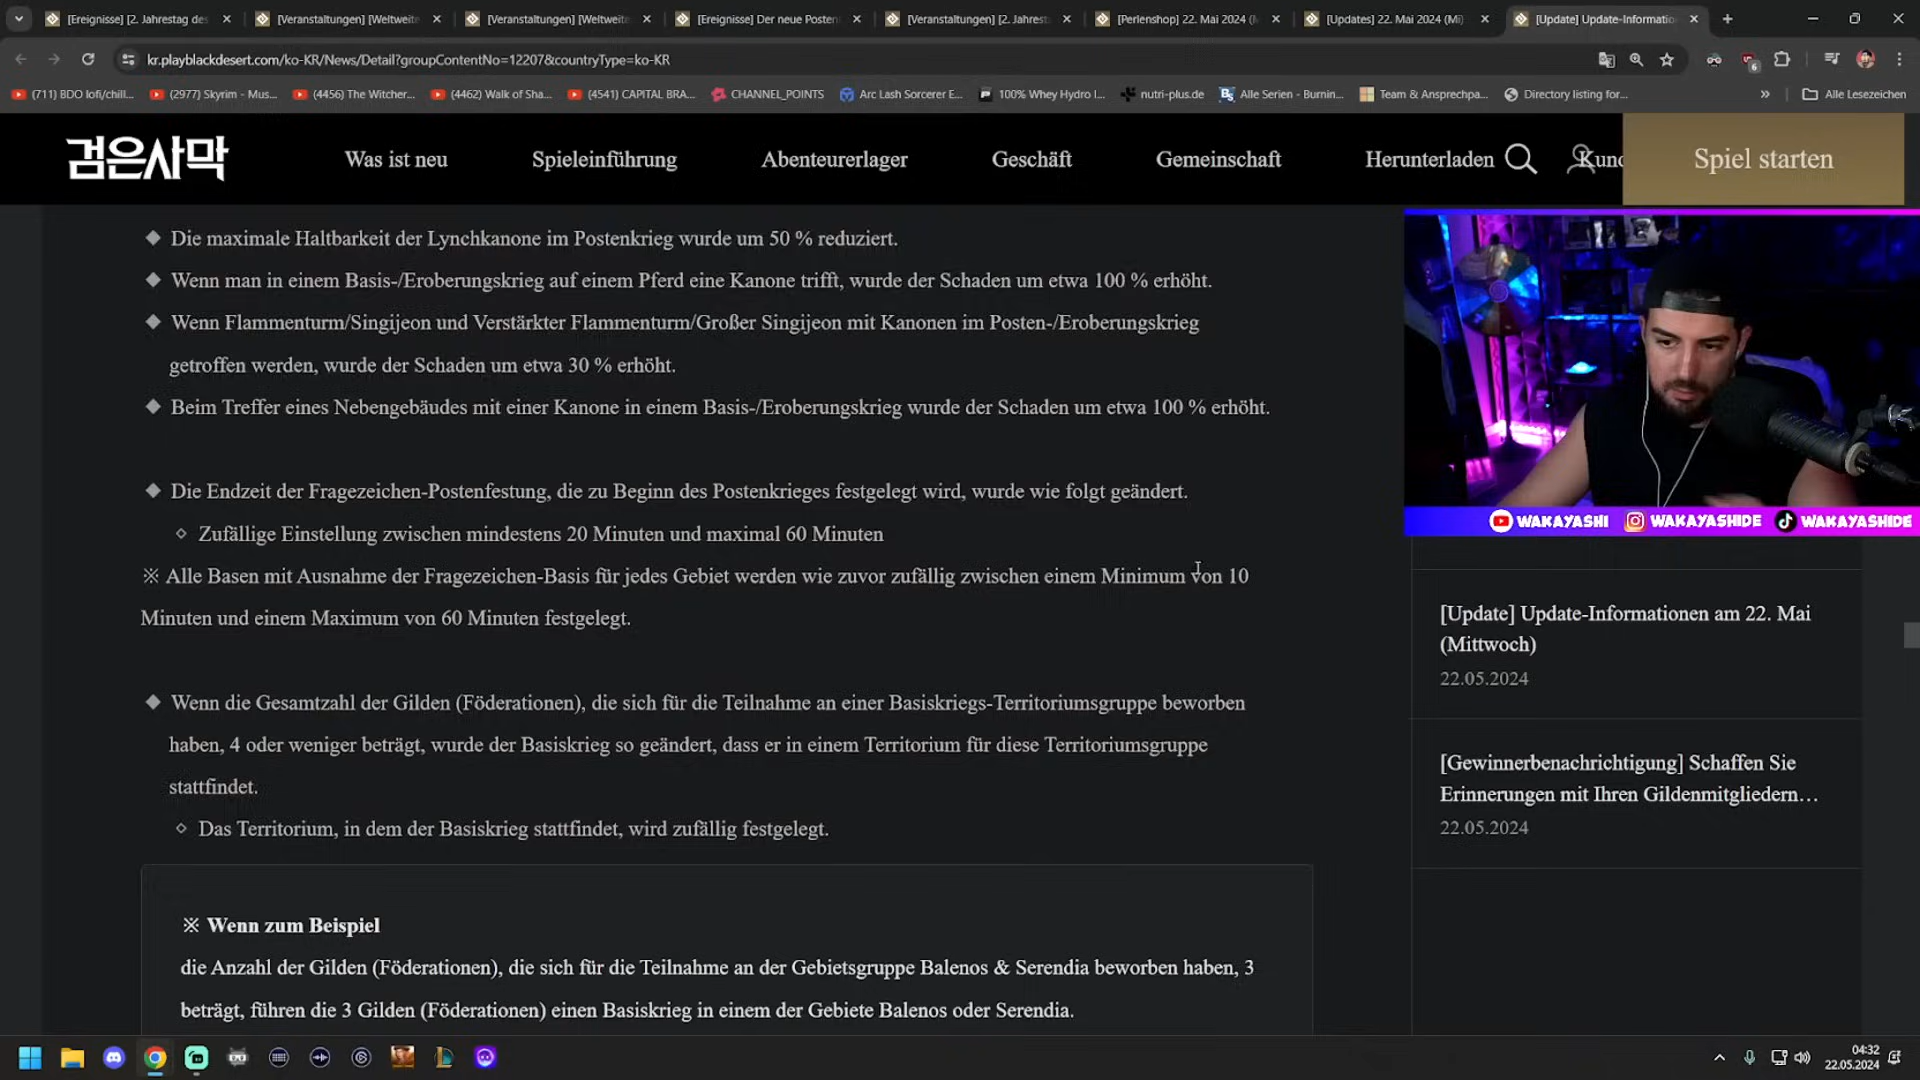 [Ereignisse] [2. Jahrestag des
[Veranstaltungen] [Weltweite
[Veranstaltungen] [Weltweite
[Ereignisse] Der neue Posten
[Veranstaltungen] [2. Jahrest
[Perlenshop] 22. Mai 2024 (M
[Updates] 22. Mai 2024 (Mi)
[Update] Update-Informatio
kr.playblackdesert.com/ko-KR/News/Detail?groupContentNo=12207&countryType=ko-KR
6
(711) BDO lofi/chill...
(2977) Skyrim - Mus...
(4456) The Witcher...
(4462) Walk of Sha...
(4541) CAPITAL BRA...
CHANNEL_POINTS
Arc Lash Sorcerer E...
100% Whey Hydro I...
nutri-plus.de
Alle Serien - Burnin...
Team & Ansprechpa...
Directory listing for...
Alle Lesezeichen
검은사막
Was ist neu
Spieleinführung
Abenteurerlager
Geschäft
Gemeinschaft
Herunterladen
Kund
Spiel starten
◆ Die maximale Haltbarkeit der Lynchkanone im Postenkrieg wurde um 50 % reduziert.
◆ Wenn man in einem Basis-/Eroberungskrieg auf einem Pferd eine Kanone trifft, wurde der Schaden um etwa 100 % erhöht.
◆ Wenn Flammenturm/Singijeon und Verstärkter Flammenturm/Großer Singijeon mit Kanonen im Posten-/Eroberungskrieg
getroffen werden, wurde der Schaden um etwa 30 % erhöht.
◆ Beim Treffer eines Nebengebäudes mit einer Kanone in einem Basis-/Eroberungskrieg wurde der Schaden um etwa 100 % erhöht.
◆ Die Endzeit der Fragezeichen-Postenfestung, die zu Beginn des Postenkrieges festgelegt wird, wurde wie folgt geändert.
◇ Zufällige Einstellung zwischen mindestens 20 Minuten und maximal 60 Minuten
※ Alle Basen mit Ausnahme der Fragezeichen-Basis für jedes Gebiet werden wie zuvor zufällig zwischen einem Minimum von 10
Minuten und einem Maximum von 60 Minuten festgelegt.
◆ Wenn die Gesamtzahl der Gilden (Föderationen), die sich für die Teilnahme an einer Basiskriegs-Territoriumsgruppe beworben
haben, 4 oder weniger beträgt, wurde der Basiskrieg so geändert, dass er in einem Territorium für diese Territoriumsgruppe
stattfindet.
◇ Das Territorium, in dem der Basiskrieg stattfindet, wird zufällig festgelegt.
※ Wenn zum Beispiel
die Anzahl der Gilden (Föderationen), die sich für die Teilnahme an der Gebietsgruppe Balenos & Serendia beworben haben, 3
beträgt, führen die 3 Gilden (Föderationen) einen Basiskrieg in einem der Gebiete Balenos oder Serendia.
WAKAYASHI
WAKAYASHIDE
WAKAYASHIDE
[Update] Update-Informationen am 22. Mai
(Mittwoch)
22.05.2024
[Gewinnerbenachrichtigung] Schaffen Sie
Erinnerungen mit Ihren Gildenmitgliedern…
22.05.2024
04:32
22.05.2024